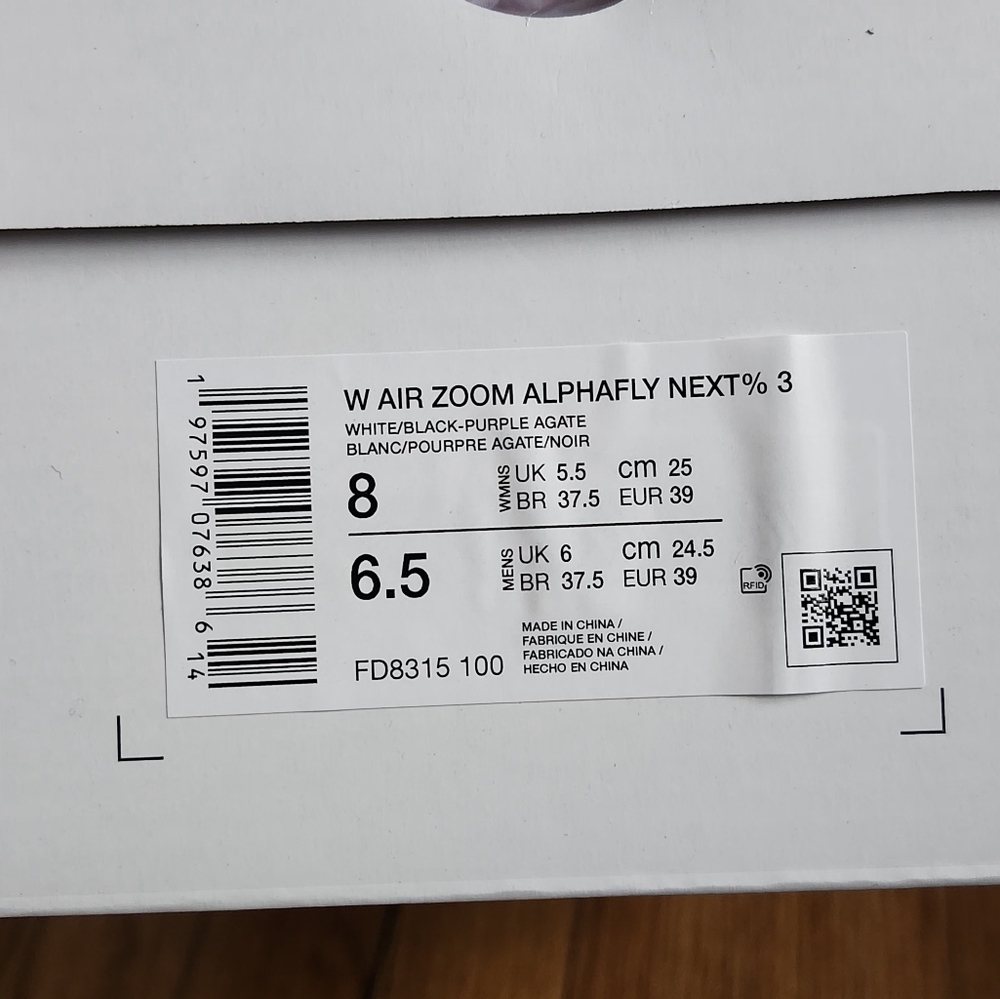 W AIR ZOOM ALPHAFLY NEXT% 3
WHITE/BLACK-PURPLE AGATE
BLANC/POURPRE AGATE/NOIR
8
WMNS
UK 5.5 cm 25
BR 37.5 EUR 39
6.5
MENS
UK 6 cm 24.5
BR 37.5 EUR 39
RFID
MADE IN CHINA /
FABRIQUE EN CHINE /
FABRICADO NA CHINA /
HECHO EN CHINA
FD8315 100
1 97597 07638 6 14